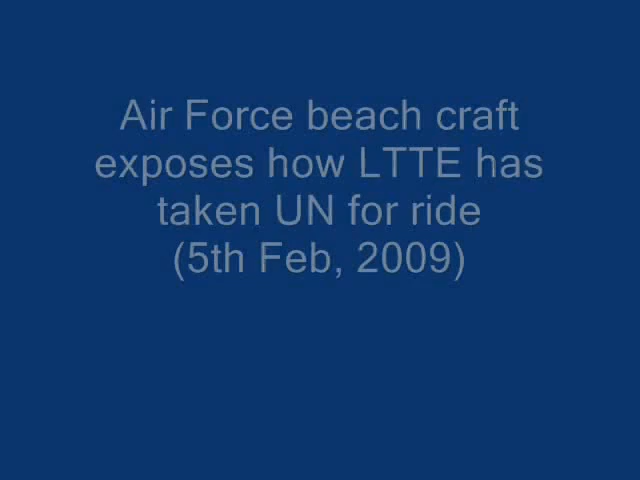 Air Force beach craft
exposes how LTTE has
taken UN for ride
(5th Feb, 2009)